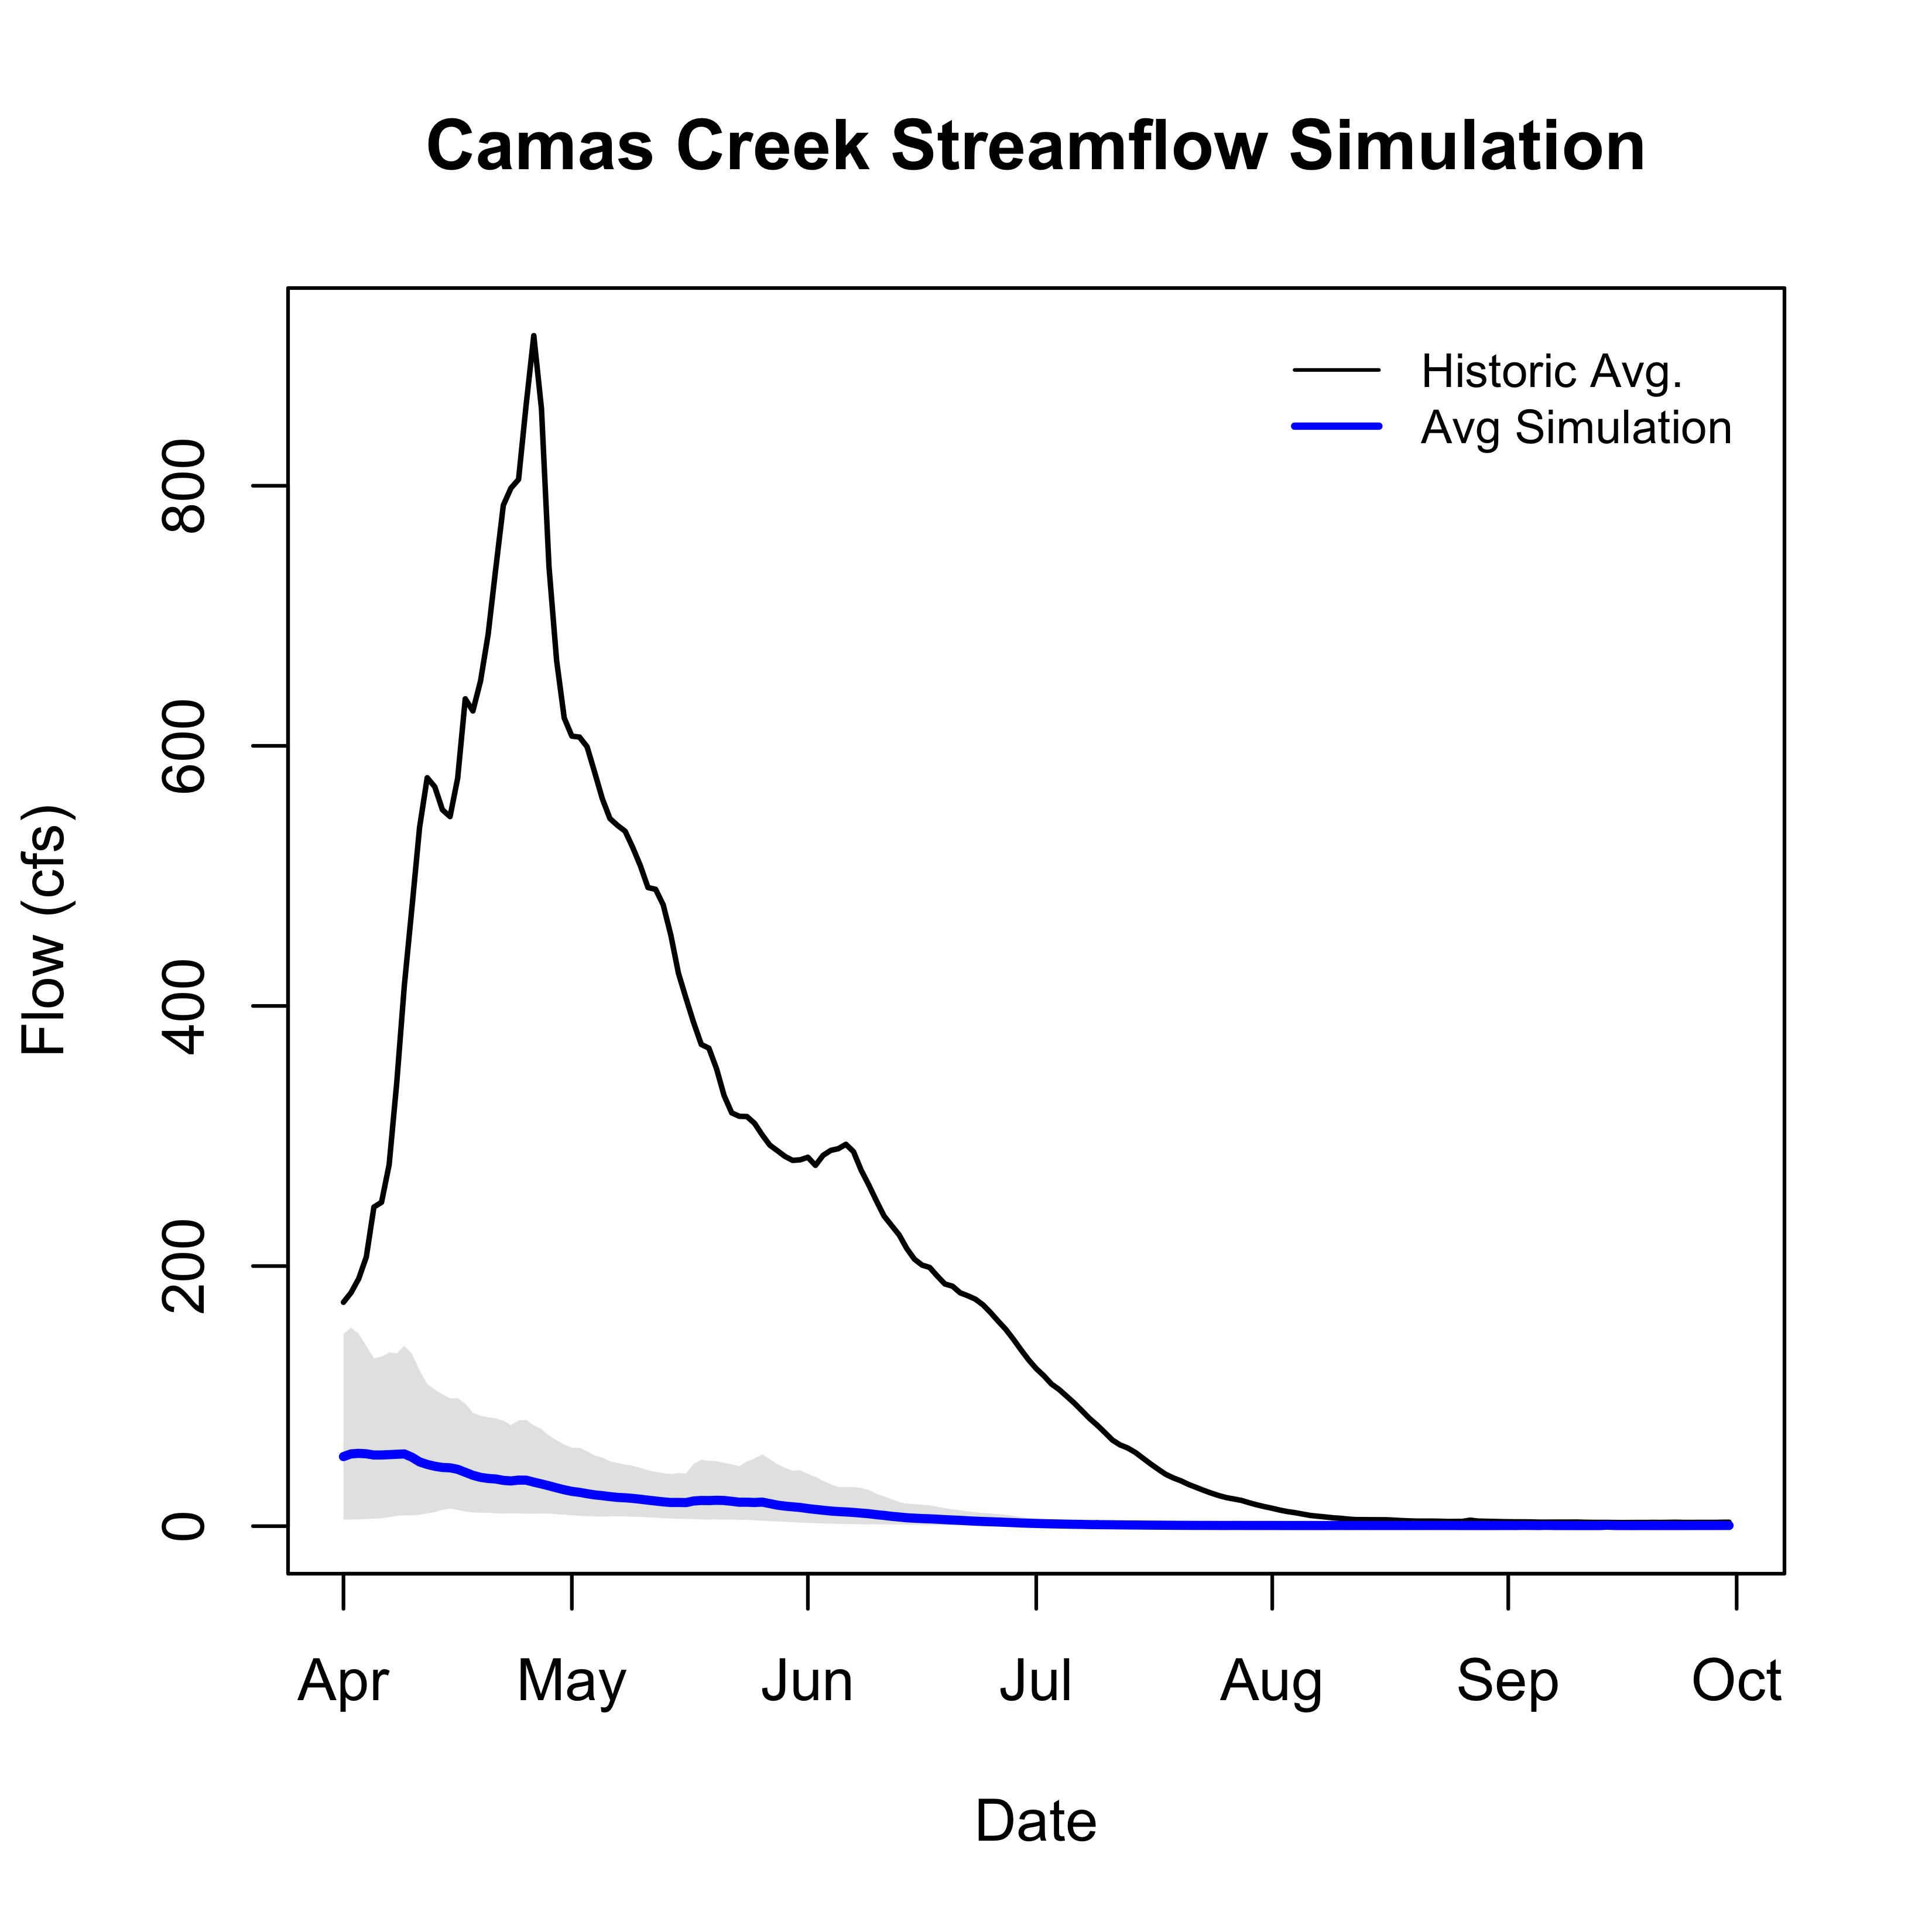 Camas Creek Streamflow Simulation
Historic Avg.
Avg Simulation
Flow (cfs)
800
600
400
200
0
Apr May Jun Jul Aug Sep Oct
Date